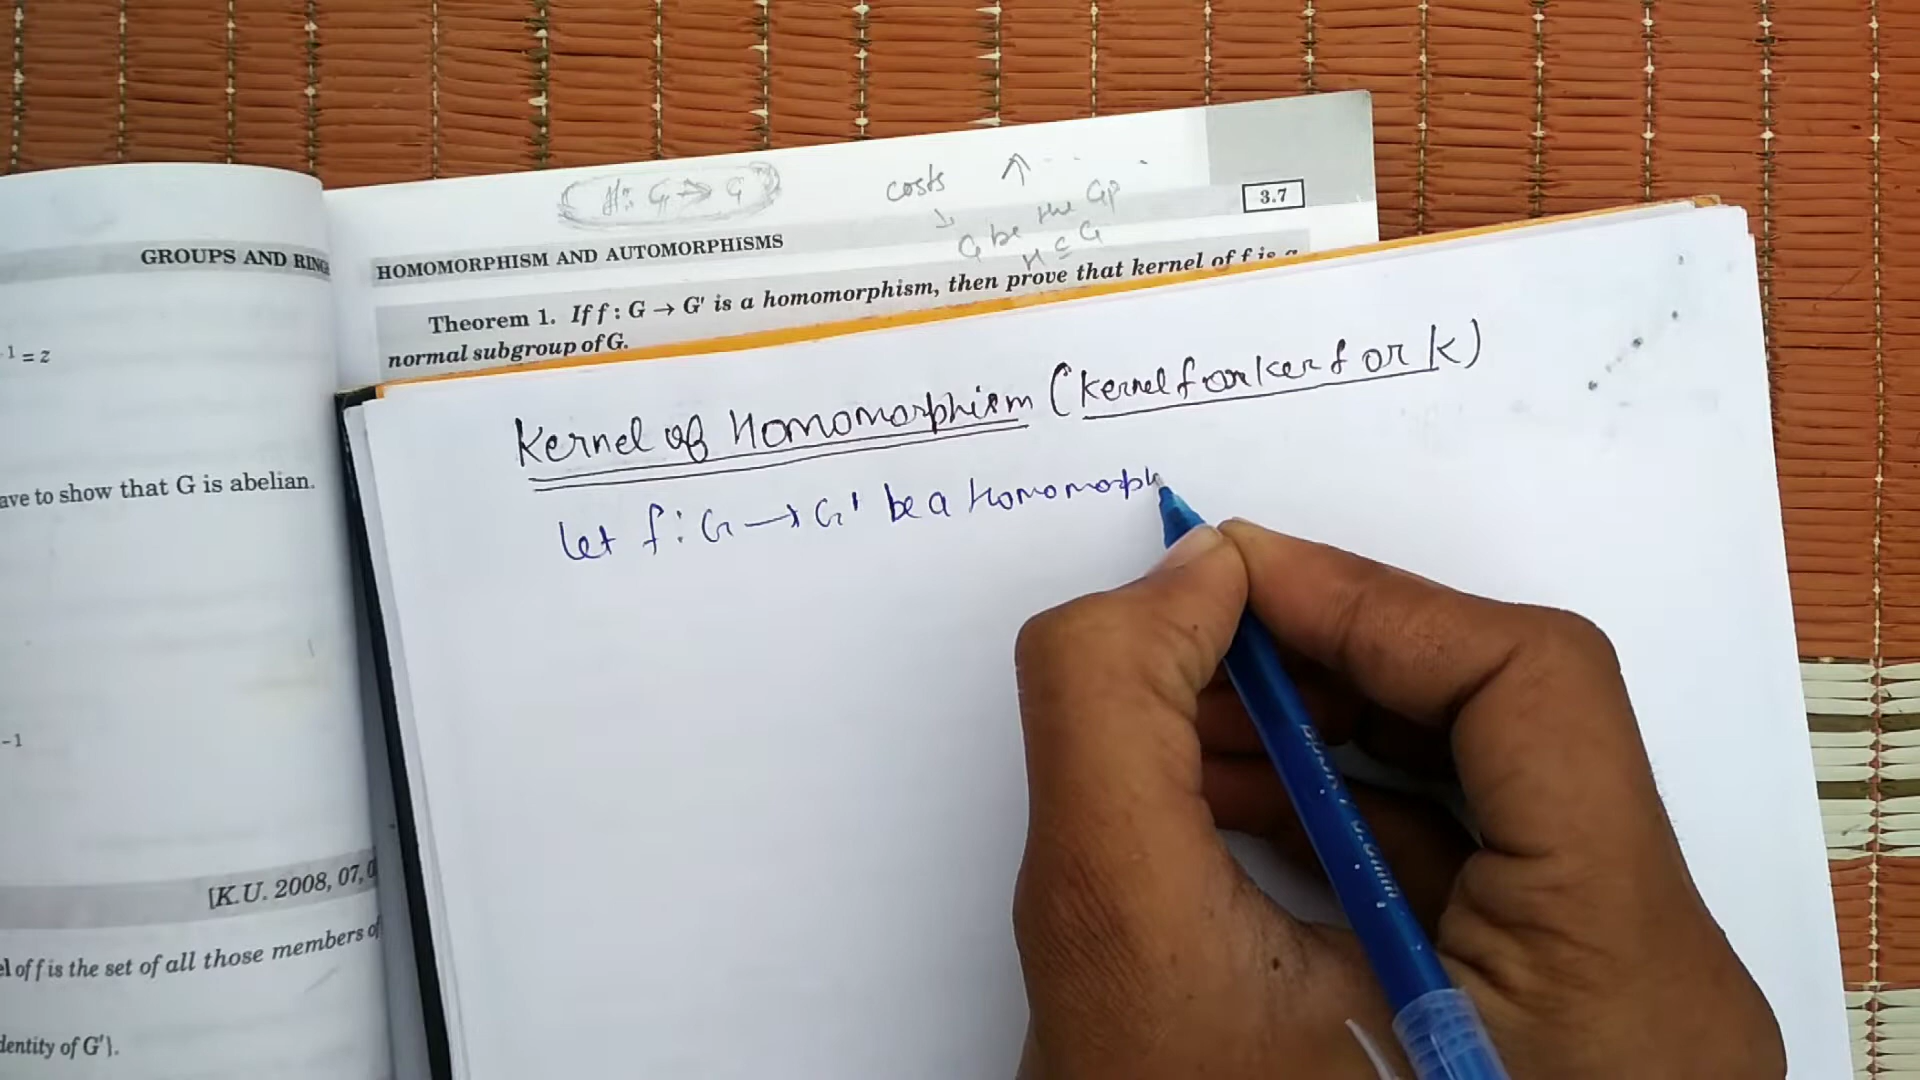 GROUPS AND RING
1 = z
ave to show that G is abelian.
-1
[K.U. 2008, 07, 0
el of f is the set of all those members of
dentity of G'}.
f: G → G'
costs ↑
G be the Gp
H ⊆ G
3.7
HOMOMORPHISM AND AUTOMORPHISMS
Theorem 1. If f : G → G' is a homomorphism, then prove that kernel of f is a
normal subgroup of G.
Kernel of Homomorphism (Kernel f or ker f or K)
Let f : G → G' be a Homomorph